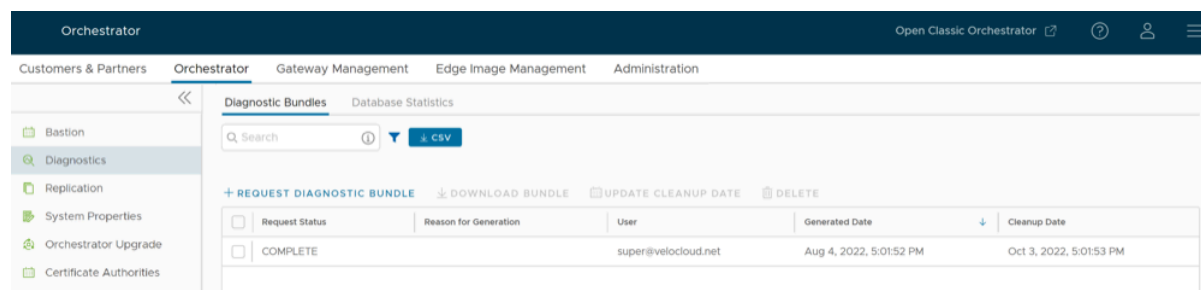 Orchestrator Open Classic Orchestrator
Customers & Partners Orchestrator Gateway Management Edge Image Management Administration
Diagnostic Bundles Database Statistics
Bastion
Search CSV
Diagnostics
Replication
+ REQUEST DIAGNOSTIC BUNDLE DOWNLOAD BUNDLE UPDATE CLEANUP DATE DELETE
System Properties
Request Status Reason for Generation User Generated Date Cleanup Date
Orchestrator Upgrade
COMPLETE super@velocloud.net Aug 4, 2022, 5:01:52 PM Oct 3, 2022, 5:01:53 PM
Certificate Authorities